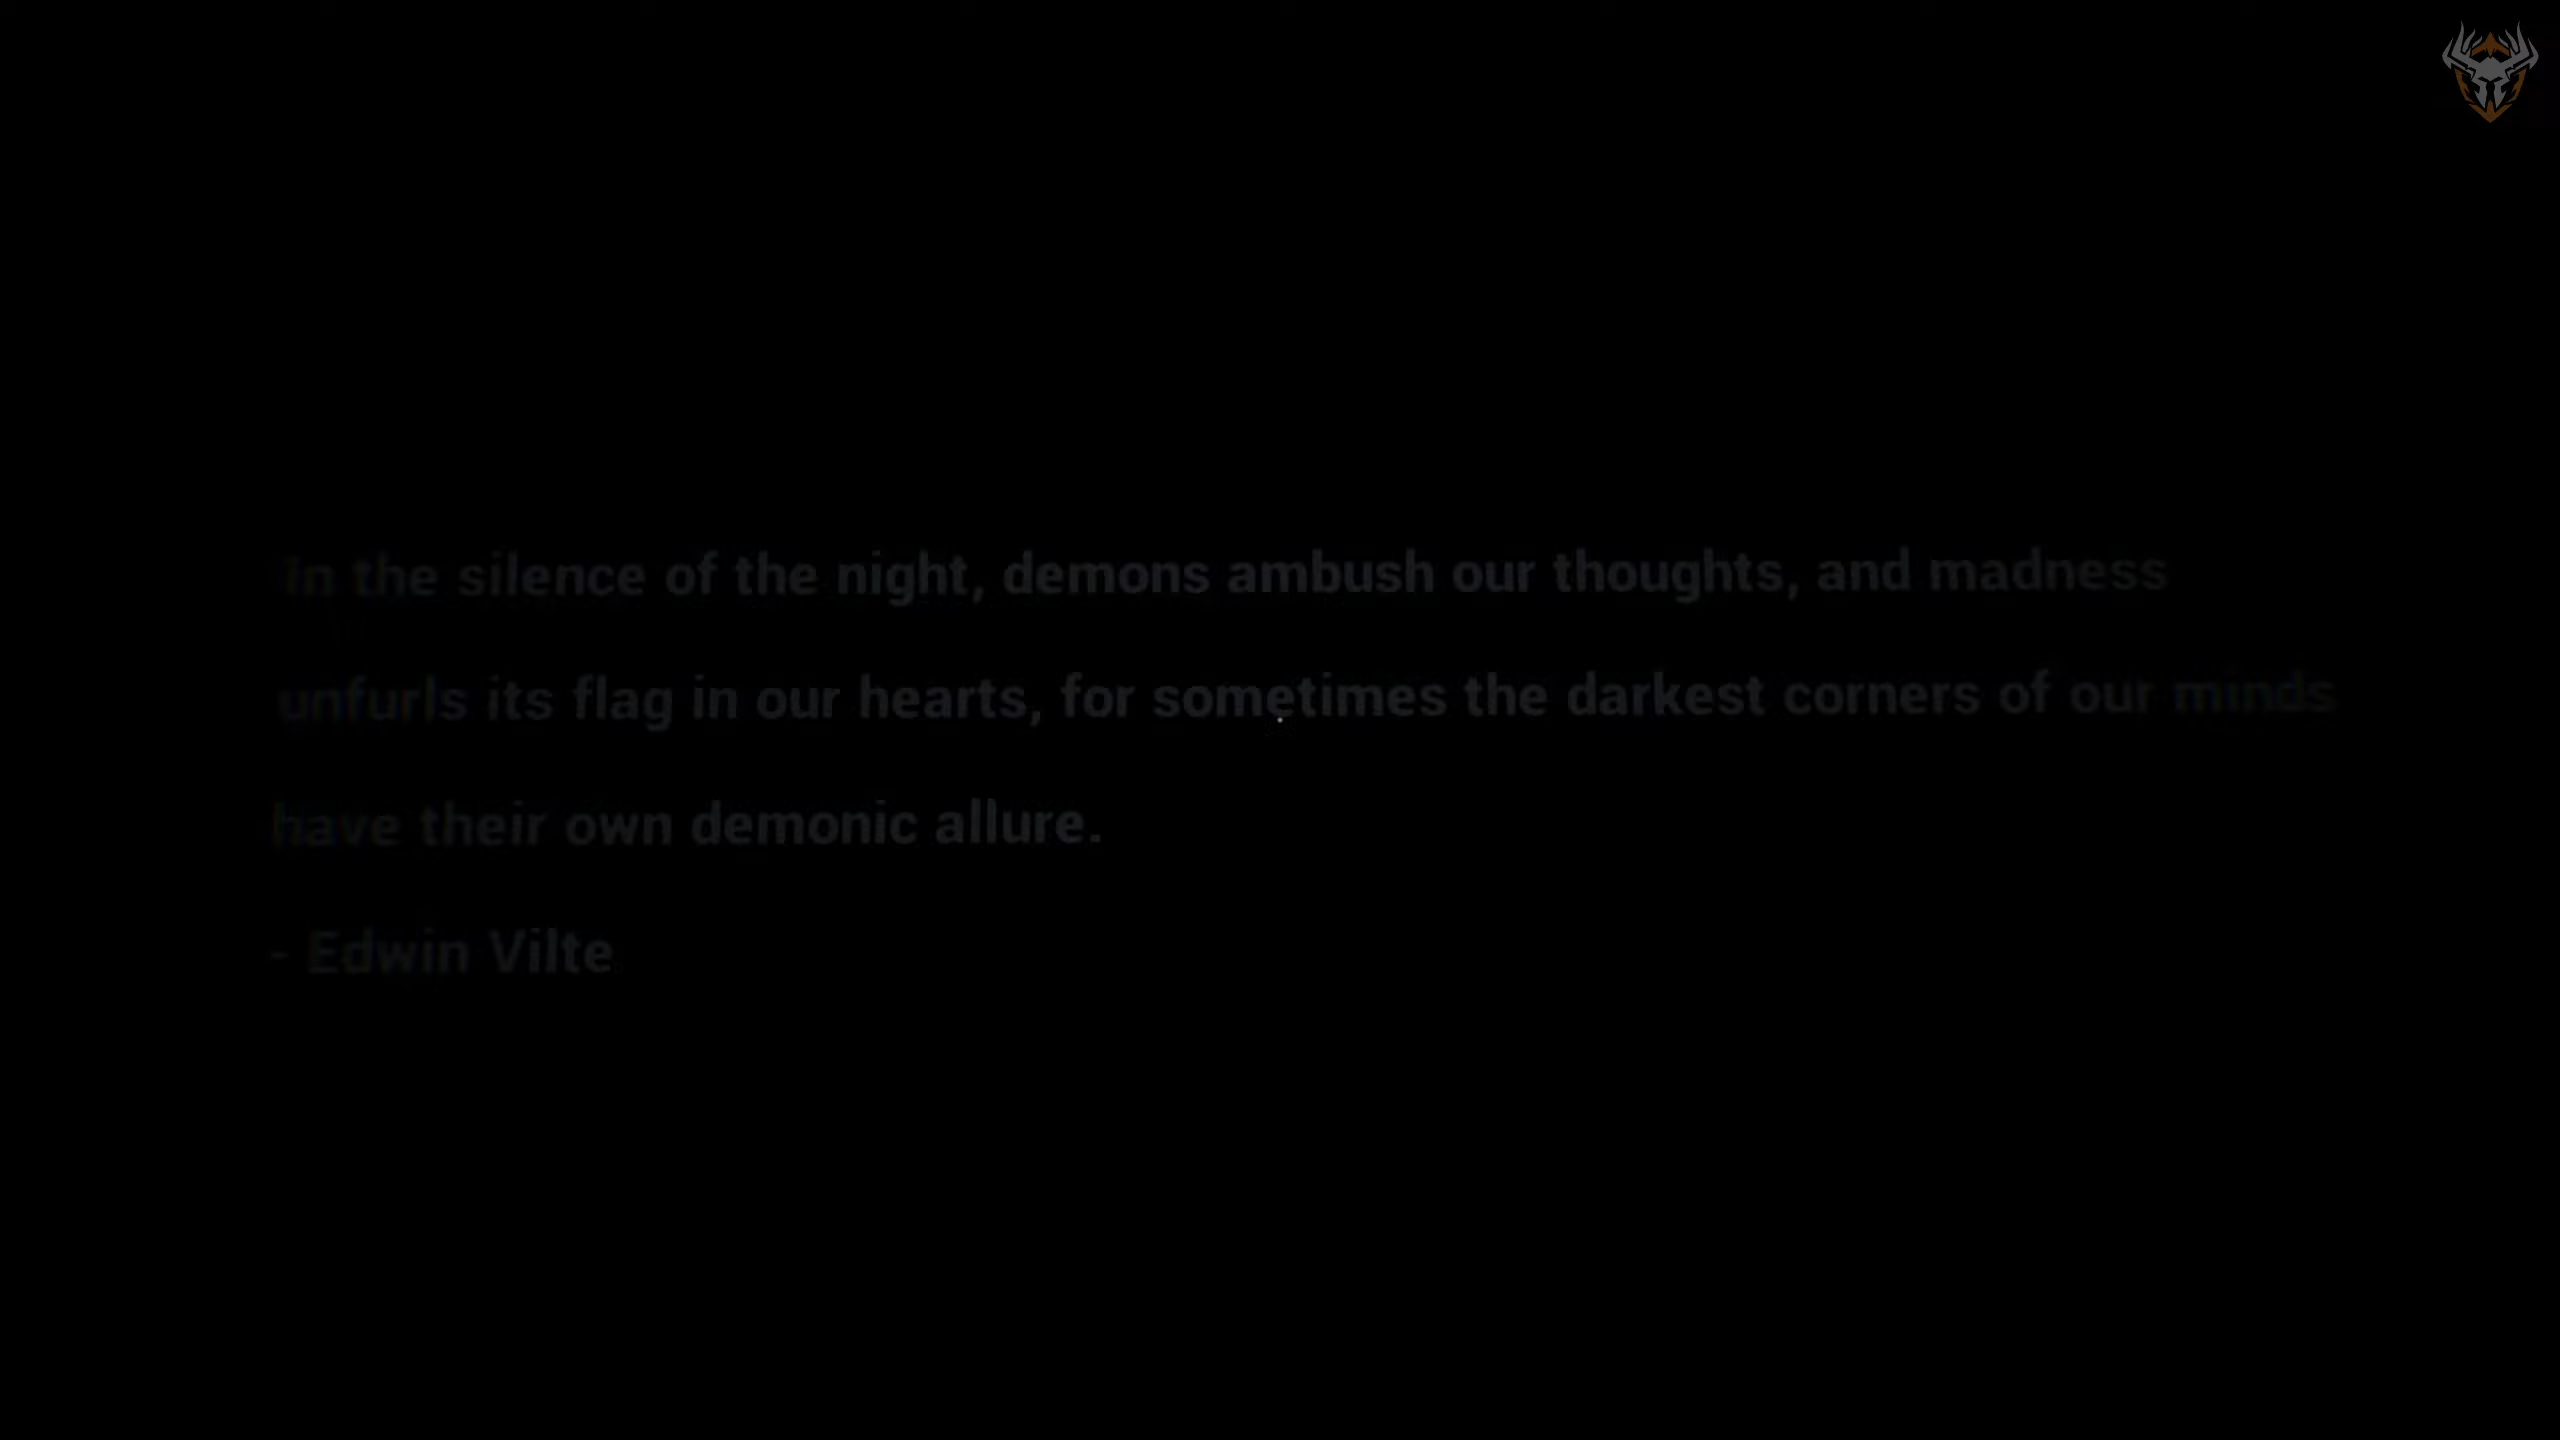 In the silence of the night, demons ambush our thoughts, and madness
unfurls its flag in our hearts, for sometimes the darkest corners of our minds
have their own demonic allure.
- Edwin Vilte